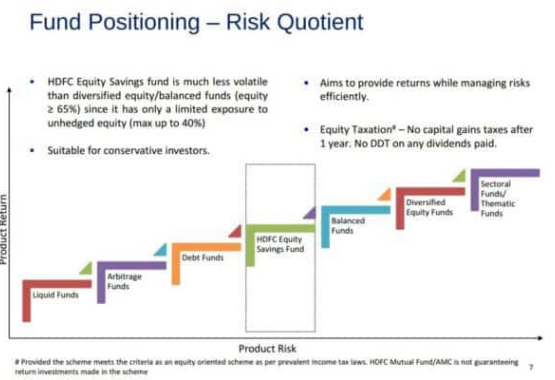 Fund Positioning – Risk Quotient
• HDFC Equity Savings fund is much less volatile
than diversified equity/balanced funds (equity
≥ 65%) since it has only a limited exposure to
unhedged equity (max up to 40%)
• Suitable for conservative investors.
• Aims to provide returns while managing risks
efficiently.
• Equity Taxation# – No capital gains taxes after
1 year. No DDT on any dividends paid.
Product Return
Liquid Funds
Arbitrage
Funds
Debt Funds
HDFC Equity
Savings Fund
Balanced
Funds
Diversified
Equity Funds
Sectoral
Funds/
Thematic
Funds
Product Risk
# Provided the scheme meets the criteria as an equity oriented scheme as per prevalent Income tax laws. HDFC Mutual Fund/AMC is not guaranteeing
return investments made in the scheme
7